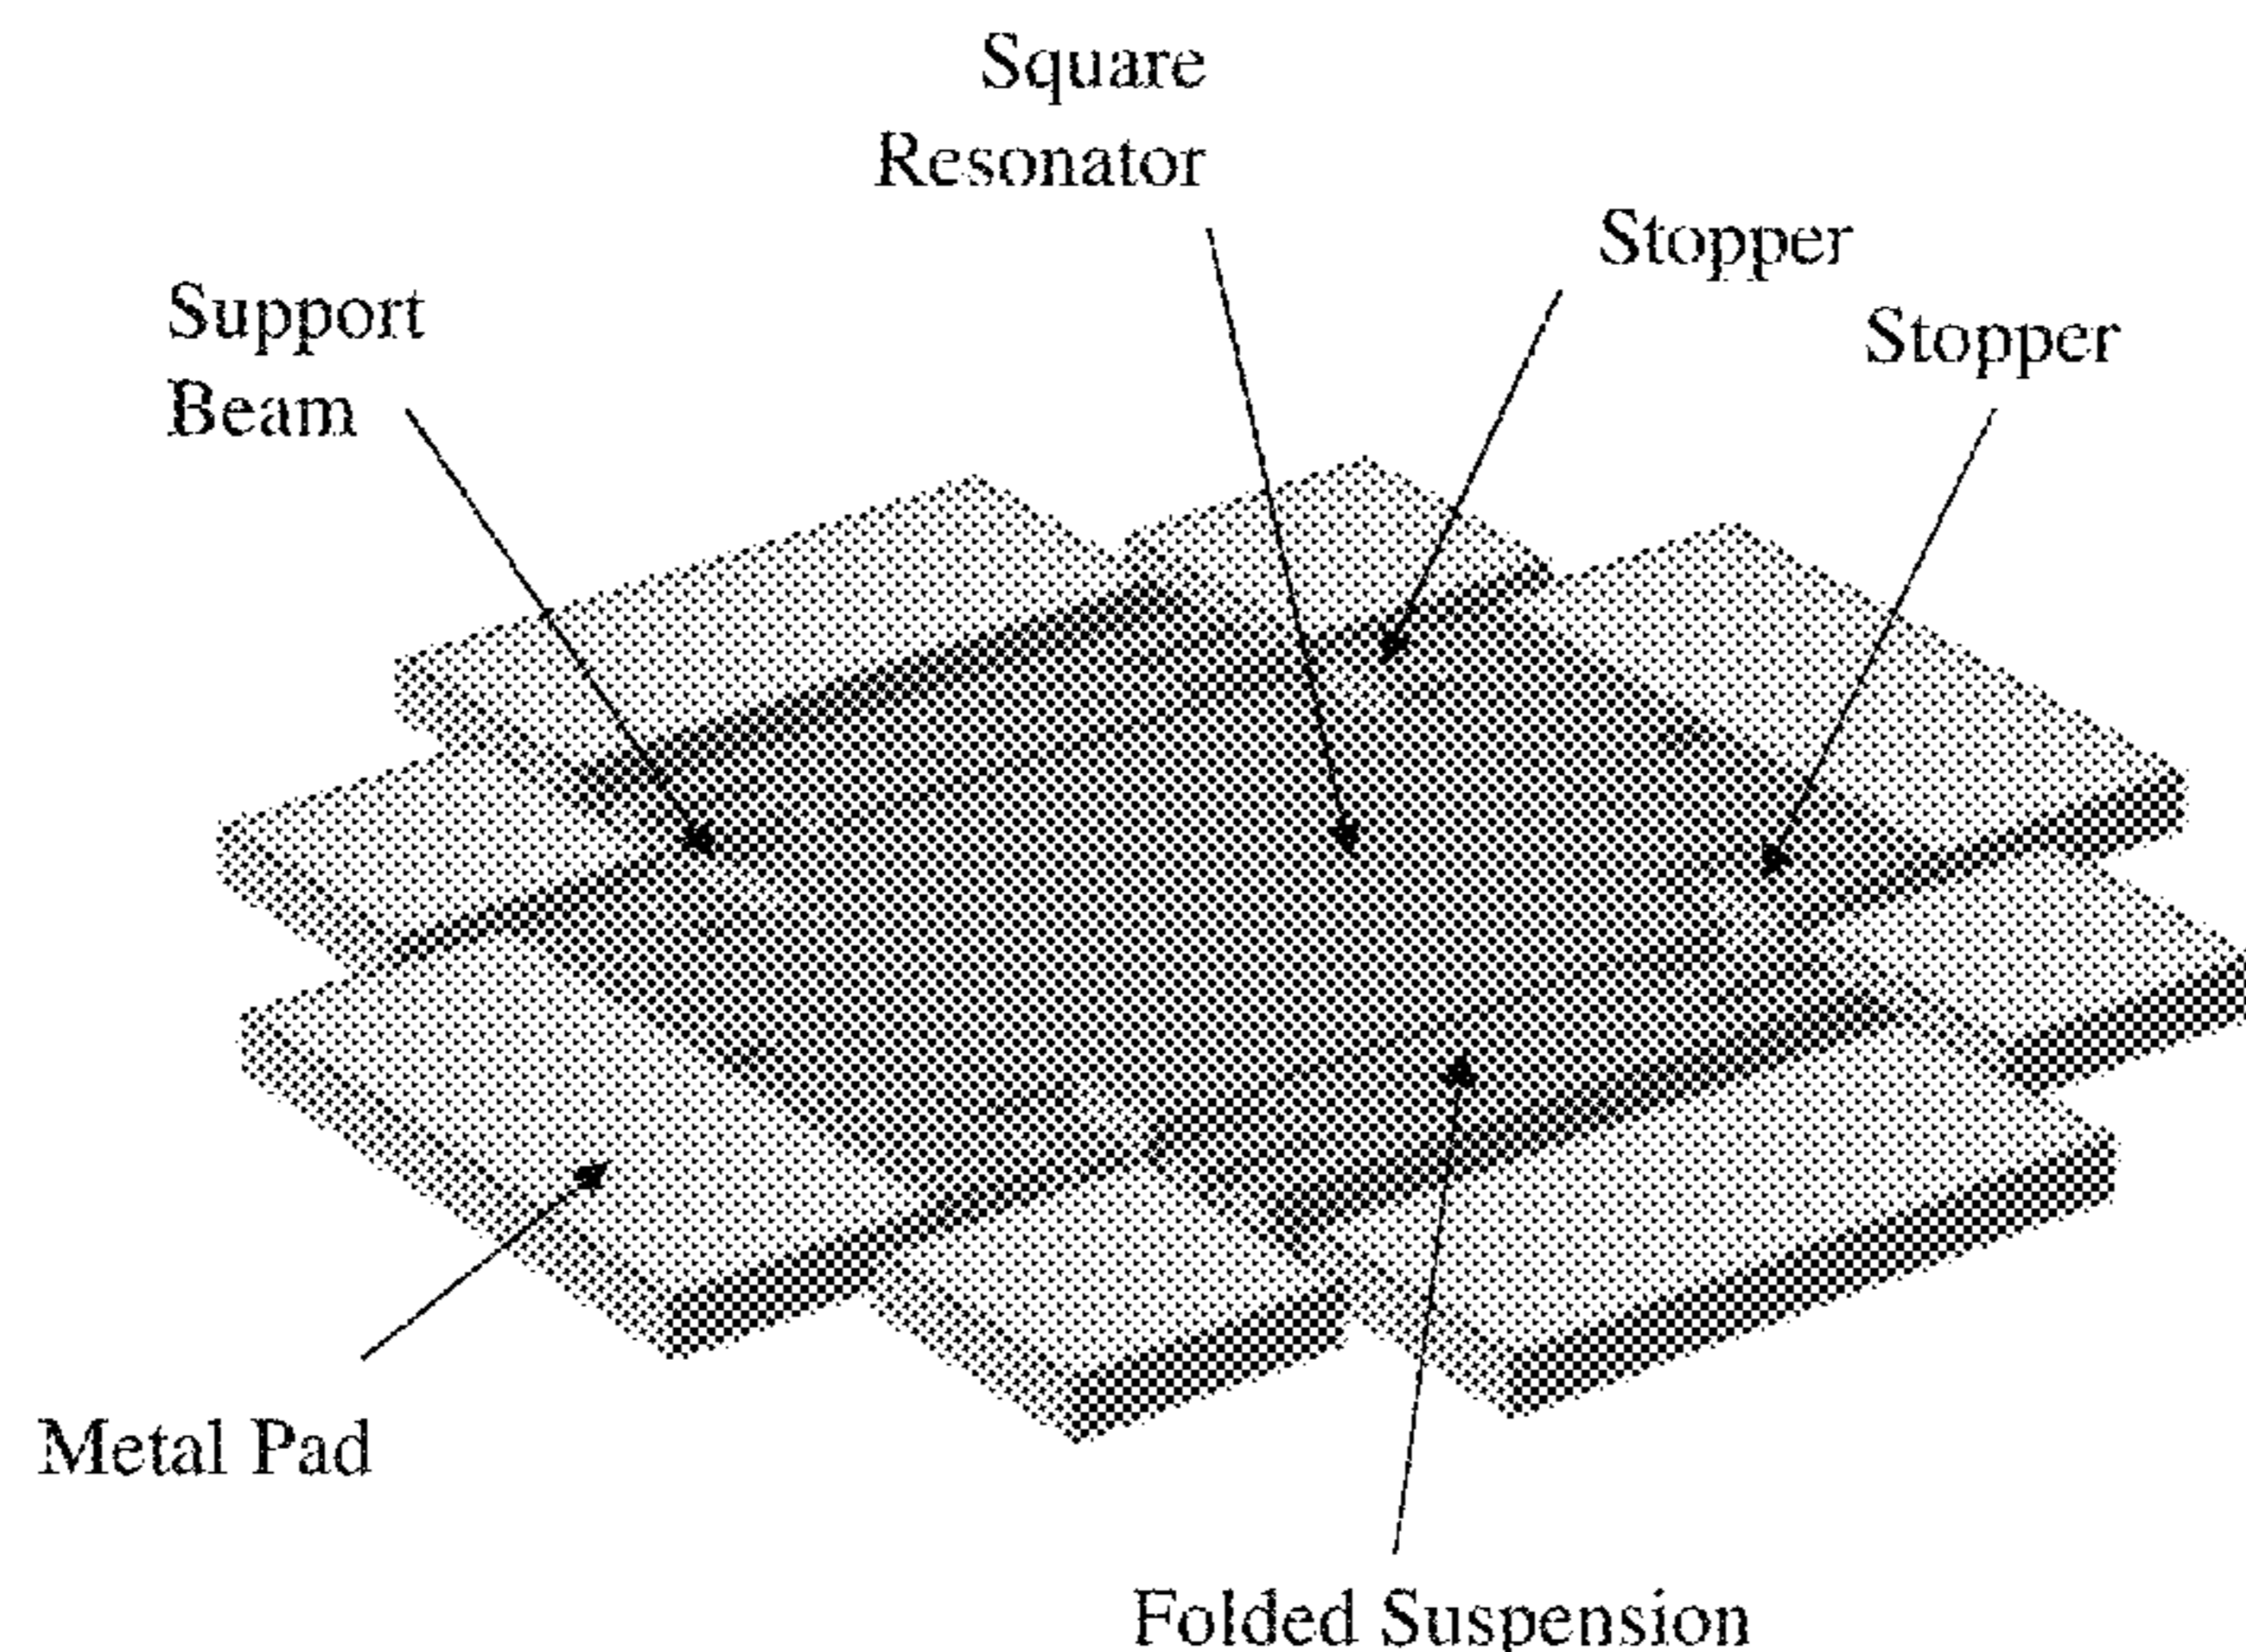 Square
Resonator
Stopper
Stopper
Support
Beam
Metal Pad
Folded Suspension